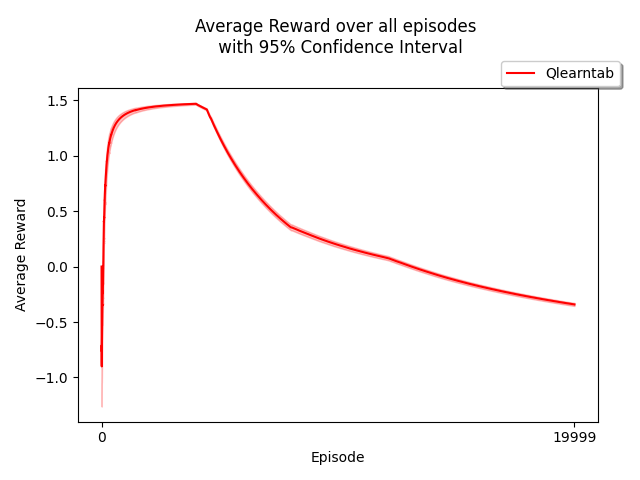 Average Reward over all episodes
with 95% Confidence Interval
Qlearntab
1.5
1.0
0.5
0.0
−0.5
−1.0
Average Reward
0
19999
Episode